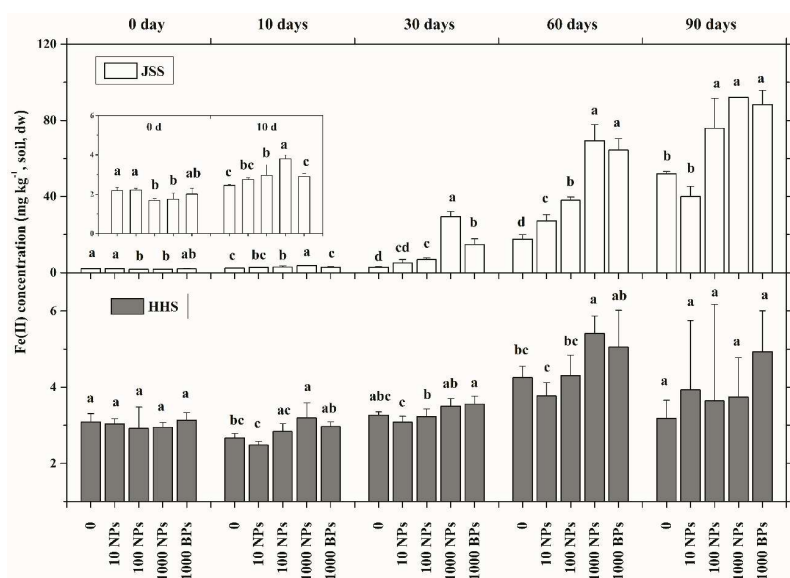 0 day 10 days 30 days 60 days 90 days
Fe(II) concentration (mg kg-1, soil, dw)
120
80
40
0
JSS
6
4
2
0
0 d 10 d
a a b b ab
c bc b a c
a a b b ab
c bc b a c
d cd c a b
d c b a a
b b a a a
HHS
6
4
2
a a a a a
bc c ac a ab
abc c b ab a
bc c bc a ab
a a a a a
0 10 NPs 100 NPs 1000 NPs 1000 BPs
0 10 NPs 100 NPs 1000 NPs 1000 BPs
0 10 NPs 100 NPs 1000 NPs 1000 BPs
0 10 NPs 100 NPs 1000 NPs 1000 BPs
0 10 NPs 100 NPs 1000 NPs 1000 BPs